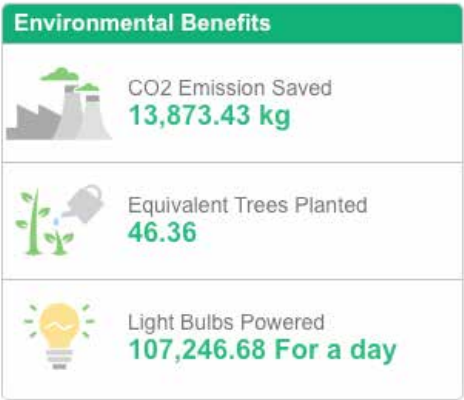 Environmental Benefits
CO2 Emission Saved
13,873.43 kg
Equivalent Trees Planted
46.36
Light Bulbs Powered
107,246.68 For a day